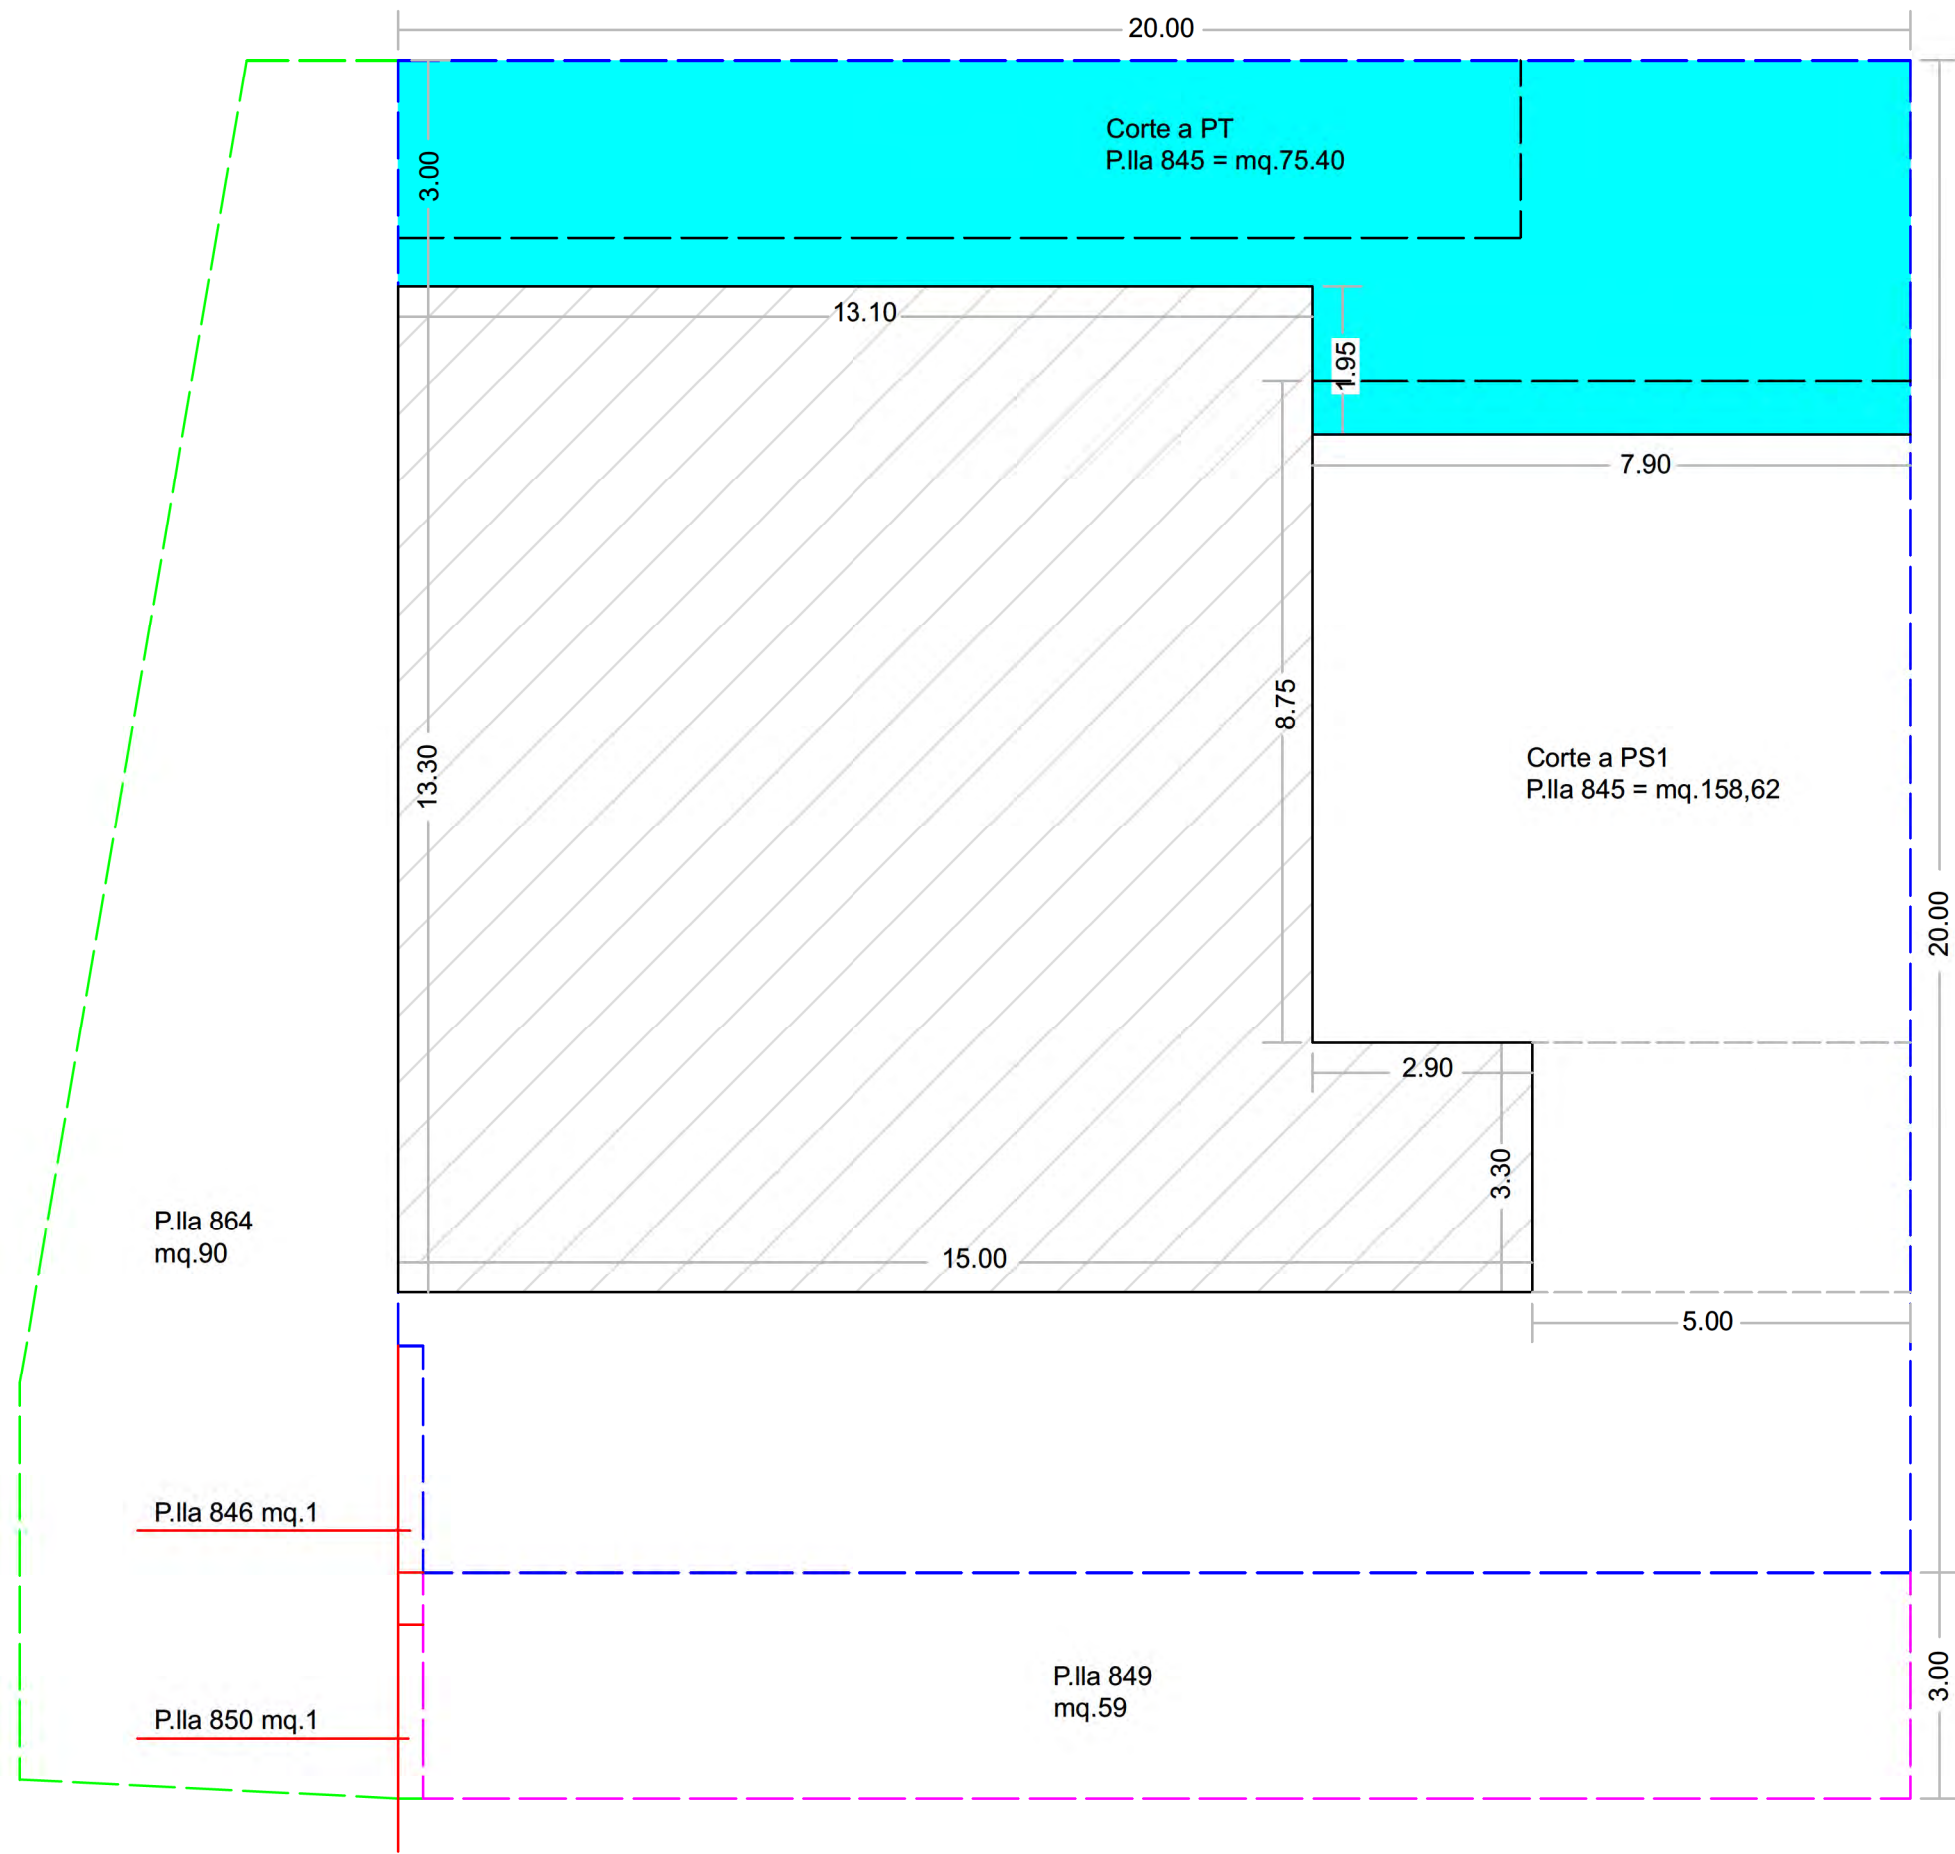 20.00
Corte a PT
P.lla 845 = mq.75.40
3.00
13.10
1.95
7.90
8.75
13.30
Corte a PS1
P.lla 845 = mq.158,62
20.00
2.90
3.30
P.lla 864
mq.90
15.00
5.00
P.lla 846 mq.1
P.lla 849
mq.59
3.00
P.lla 850 mq.1